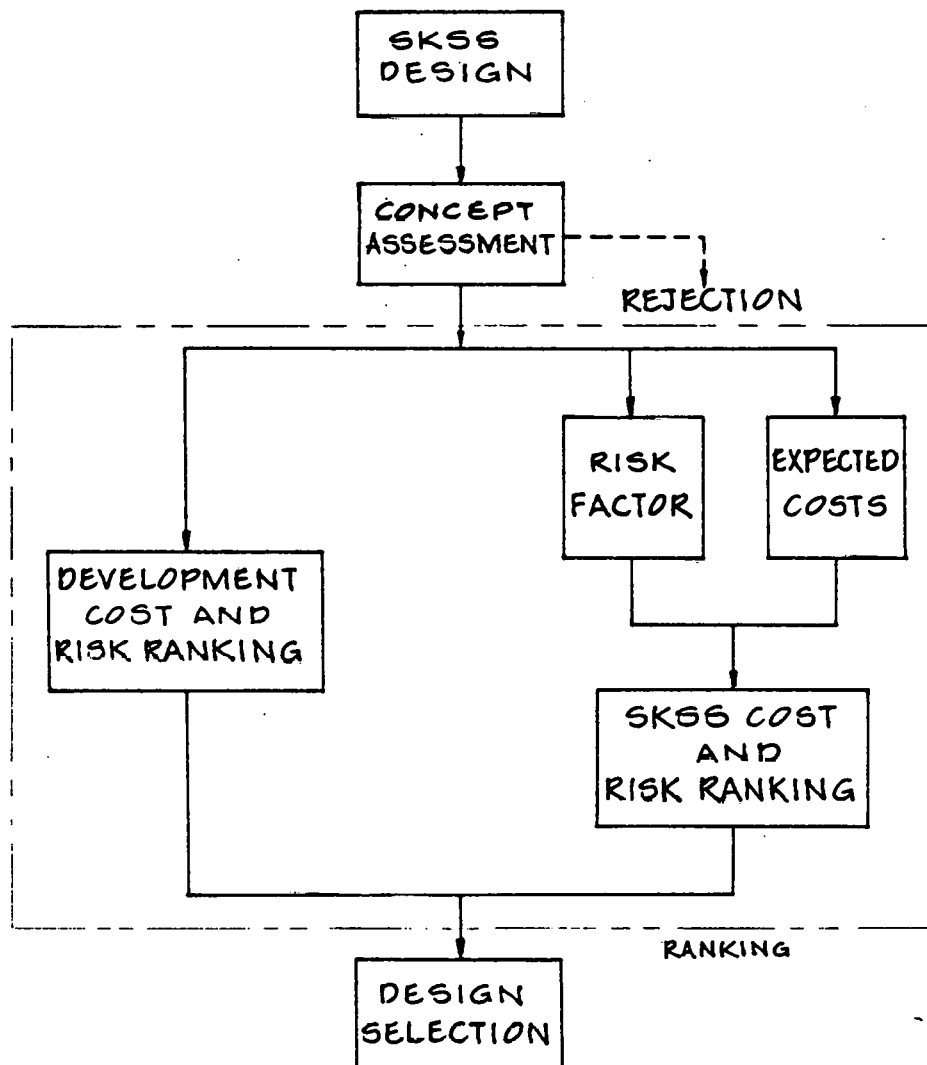 SKSS
DESIGN
CONCEPT
ASSESSMENT
REJECTION
RISK
FACTOR
EXPECTED
COSTS
DEVELOPMENT
COST AND
RISK RANKING
SKSS COST
AND
RISK RANKING
RANKING
DESIGN
SELECTION